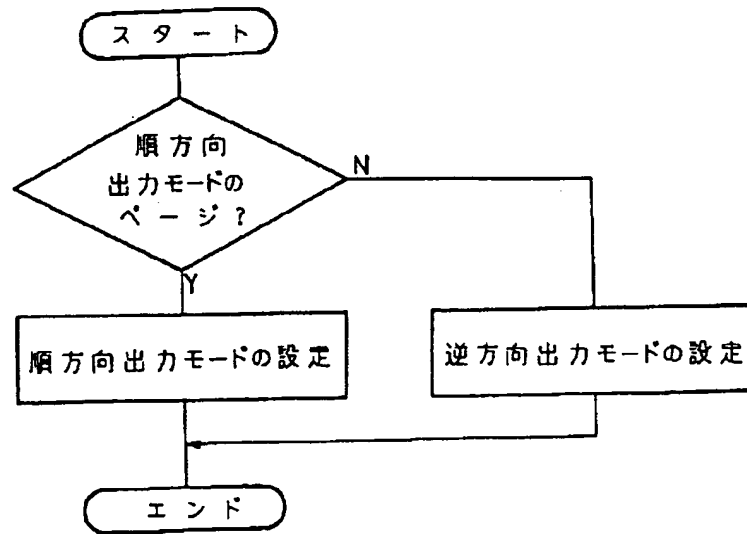 スタート
順方向
出力モードの
ページ?
N
Y
順方向出力モードの設定
逆方向出力モードの設定
エンド